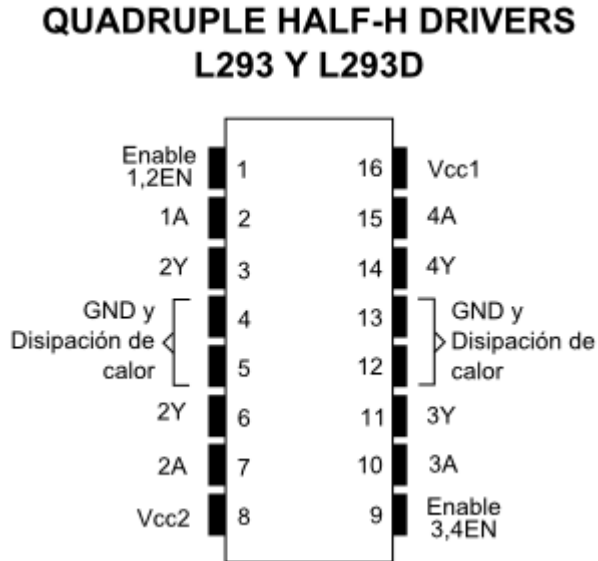 QUADRUPLE HALF-H DRIVERS
L293 Y L293D
Enable
1,2EN
1
16
Vcc1
1A
2
15
4A
2Y
3
14
4Y
GND y
Disipación de
calor
4
5
13
12
GND y
Disipación de
calor
2Y
6
11
3Y
2A
7
10
3A
Vcc2
8
9
Enable
3,4EN